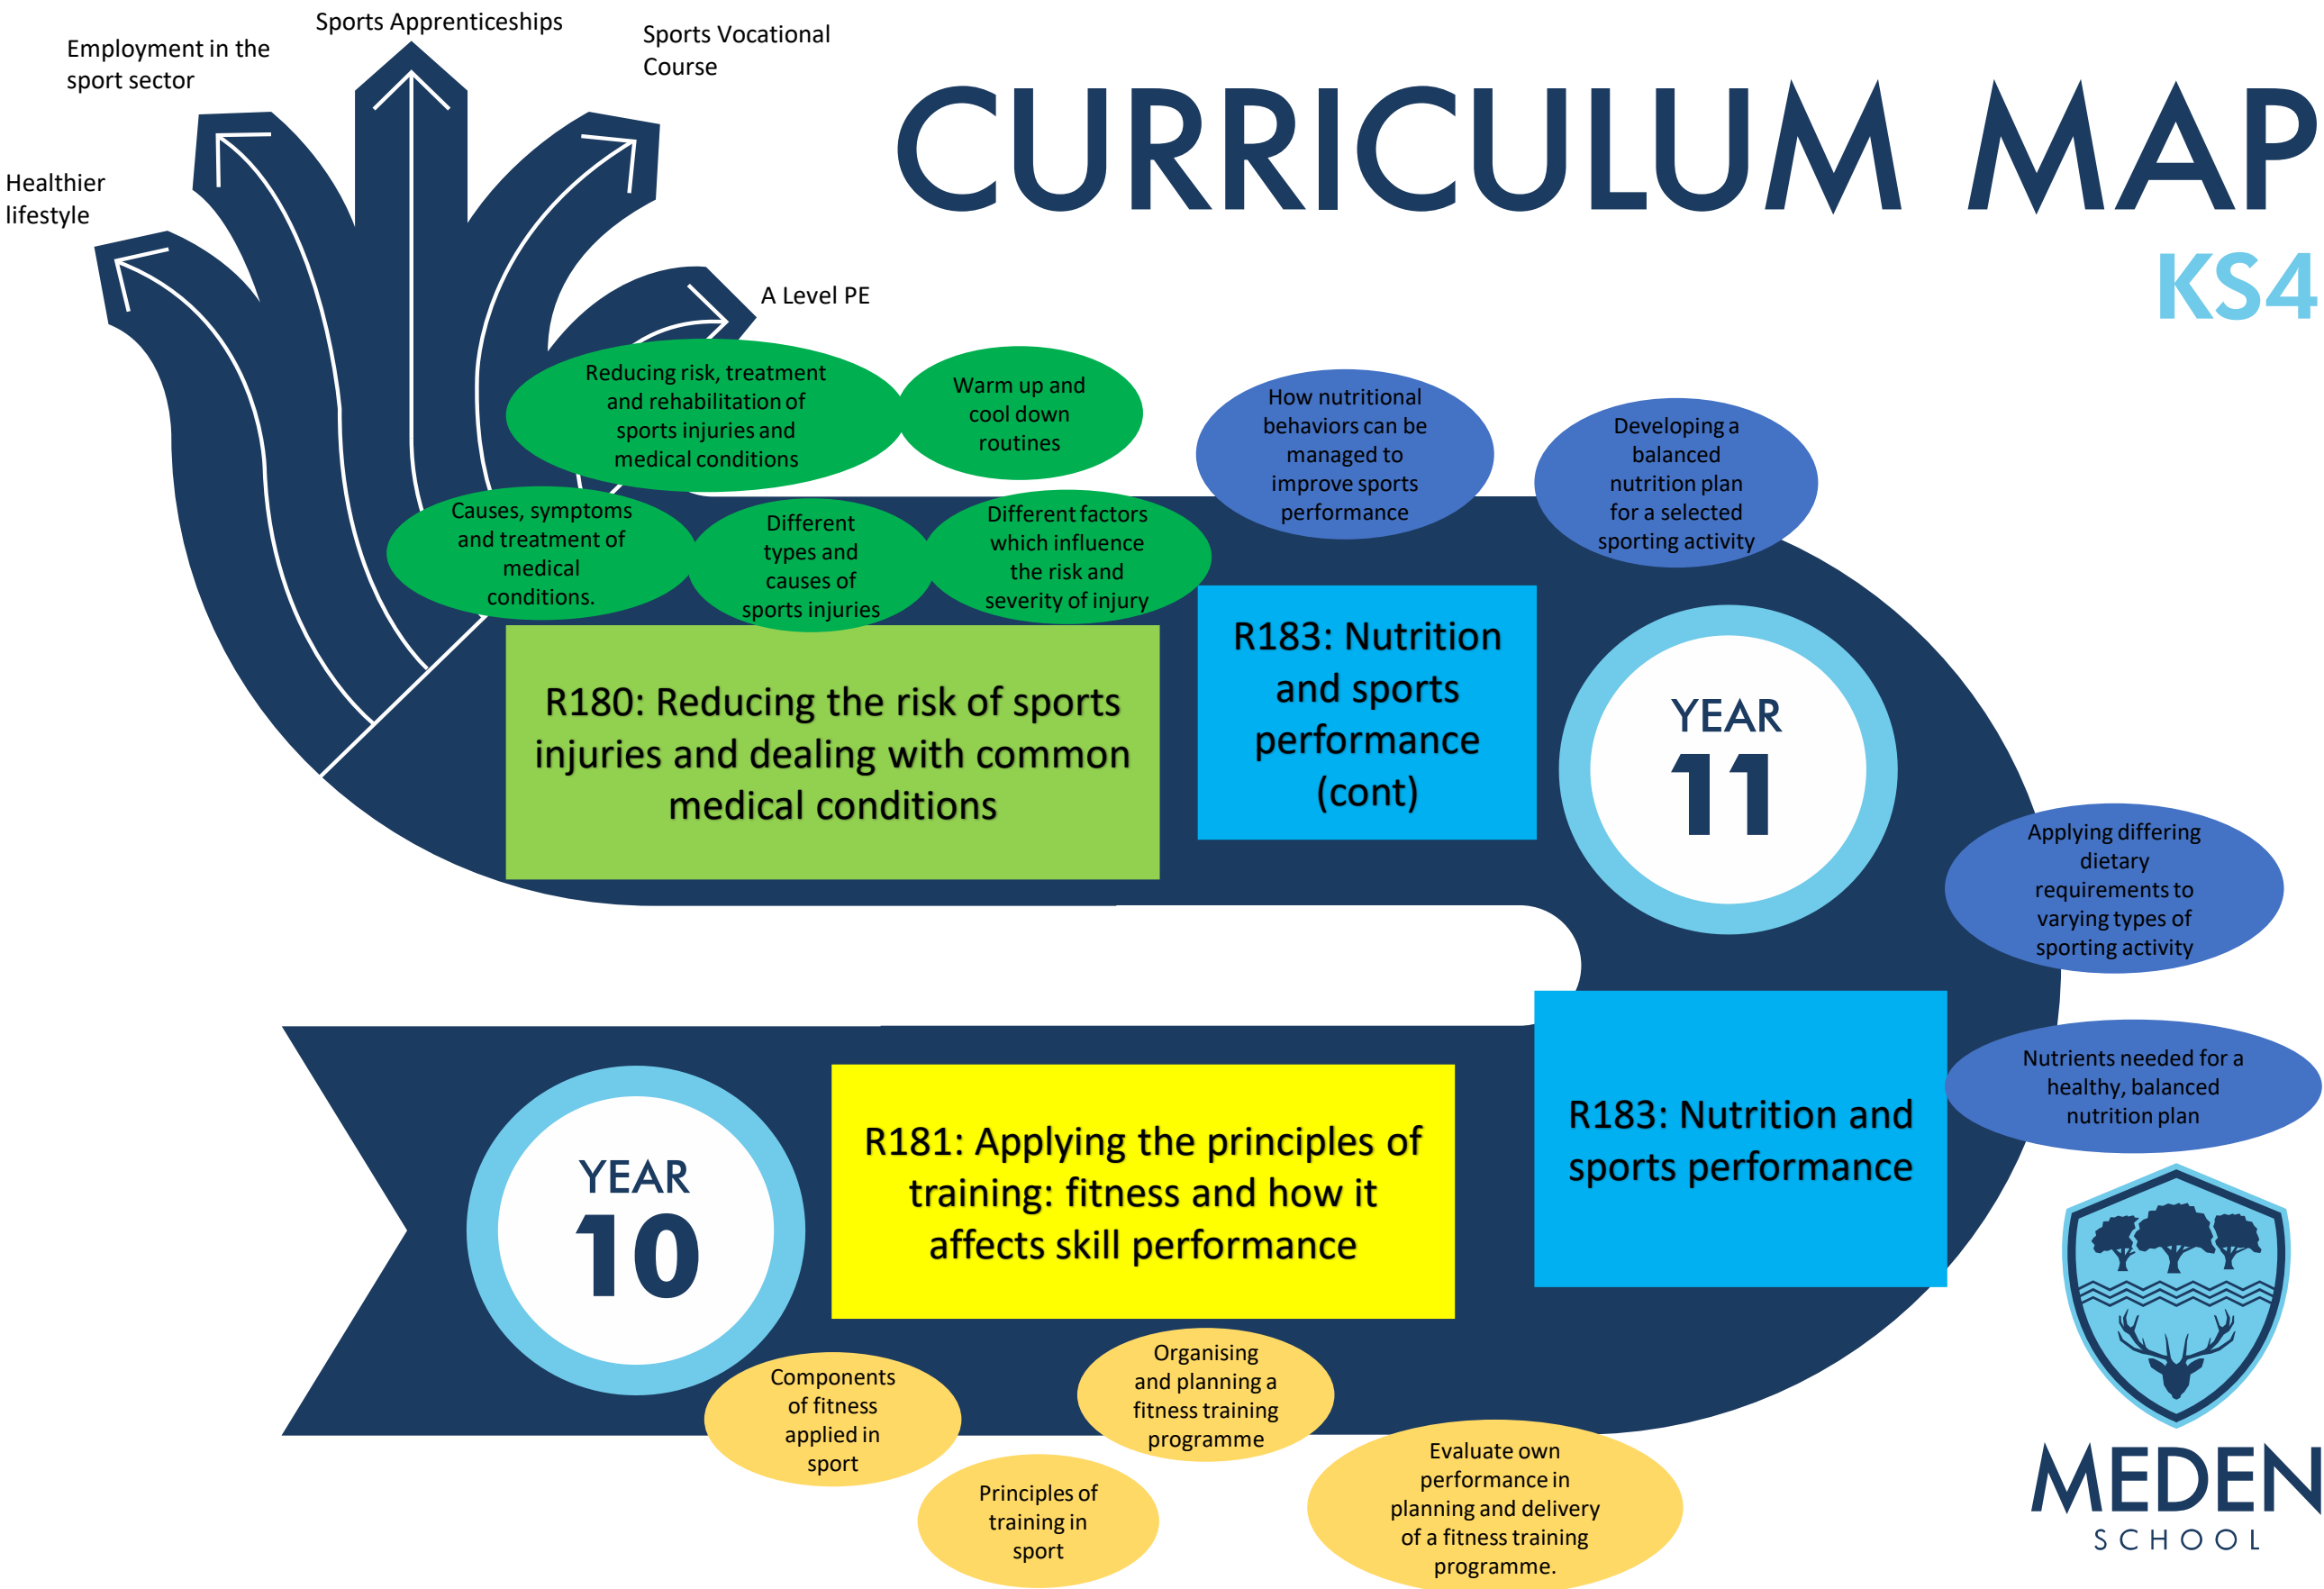 Sports Apprenticeships
Employment in the
sport sector
Sports Vocational
Course
Healthier
lifestyle
A Level PE
CURRICULUM MAP
KS4
Reducing risk, treatment
and rehabilitation of
sports injuries and
medical conditions
Warm up and
cool down
routines
How nutritional
behaviors can be
managed to
improve sports
performance
Developing a
balanced
nutrition plan
for a selected
sporting activity
Causes, symptoms
and treatment of
medical
conditions.
Different
types and
causes of
sports injuries
Different factors
which influence
the risk and
severity of injury
R180: Reducing the risk of sports
injuries and dealing with common
medical conditions
R183: Nutrition
and sports
performance
(cont)
YEAR
11
Applying differing
dietary
requirements to
varying types of
sporting activity
Nutrients needed for a
healthy, balanced
nutrition plan
YEAR
10
R181: Applying the principles of
training: fitness and how it
affects skill performance
R183: Nutrition and
sports performance
Components
of fitness
applied in
sport
Principles of
training in
sport
Organising
and planning a
fitness training
programme
Evaluate own
performance in
planning and delivery
of a fitness training
programme.
MEDEN
SCHOOL